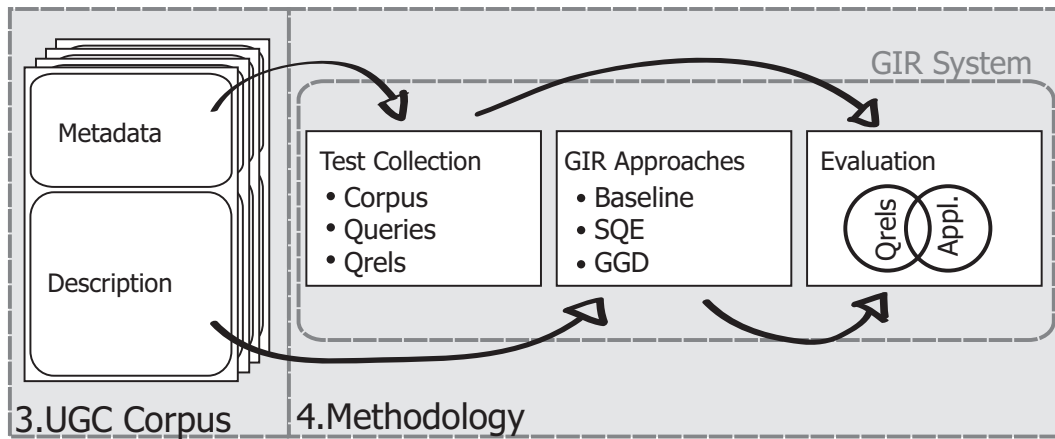 GIR System
Metadata
Description
Test Collection
• Corpus
• Queries
• Qrels
GIR Approaches
• Baseline
• SQE
• GGD
Evaluation
Qrels
Appl.
3.UGC Corpus
4.Methodology